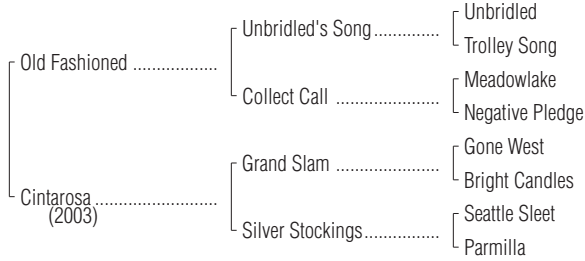 Unbridled
Unbridled's Song
Trolley Song
Old Fashioned
Meadowlake
Collect Call
Negative Pledge
Gone West
Grand Slam
Bright Candles
Cintarosa
(2003)
Seattle Sleet
Silver Stockings
Parmilla